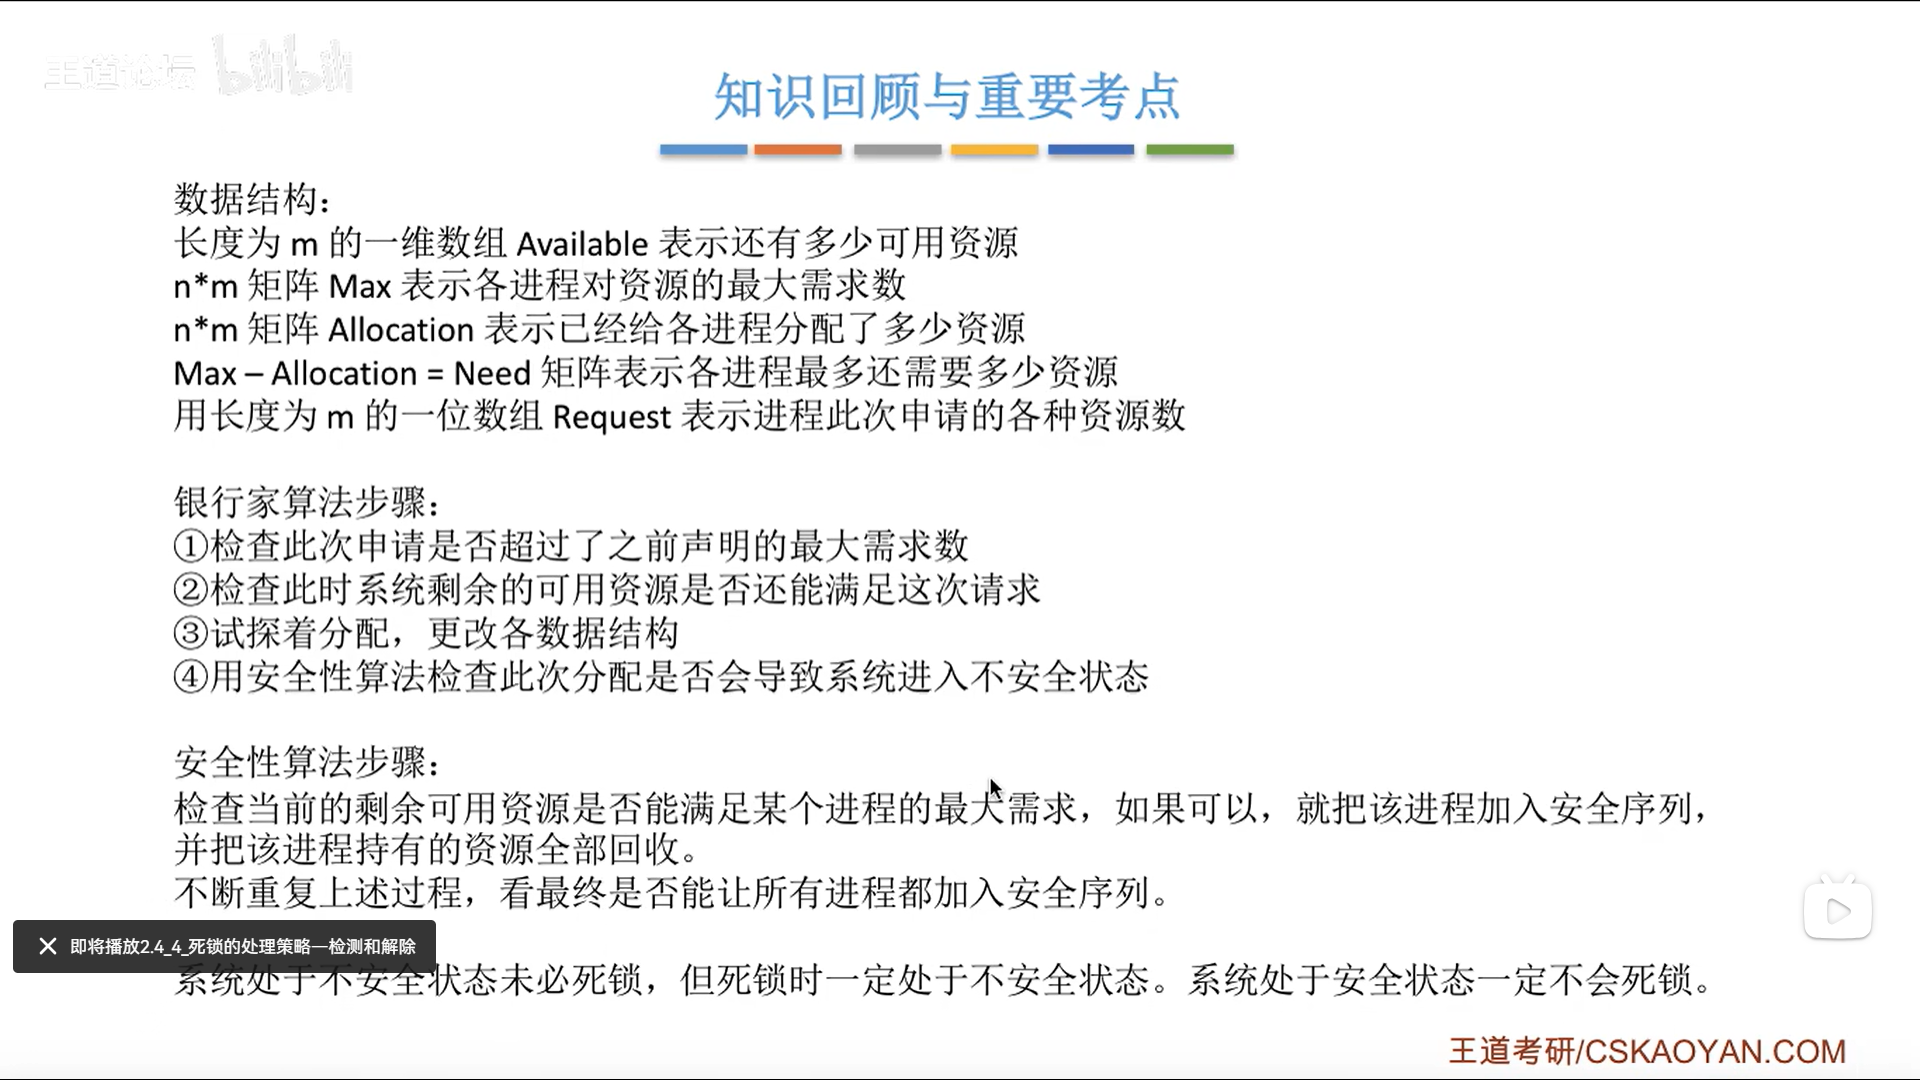 王道论坛 bilibili
知识回顾与重要考点
数据结构：
长度为 m 的一维数组 Available 表示还有多少可用资源
n*m 矩阵 Max 表示各进程对资源的最大需求数
n*m 矩阵 Allocation 表示已经给各进程分配了多少资源
Max – Allocation = Need 矩阵表示各进程最多还需要多少资源
用长度为 m 的一位数组 Request 表示进程此次申请的各种资源数
银行家算法步骤：
①检查此次申请是否超过了之前声明的最大需求数
②检查此时系统剩余的可用资源是否还能满足这次请求
③试探着分配，更改各数据结构
④用安全性算法检查此次分配是否会导致系统进入不安全状态
安全性算法步骤：
检查当前的剩余可用资源是否能满足某个进程的最大需求，如果可以，就把该进程加入安全序列，
并把该进程持有的资源全部回收。
不断重复上述过程，看最终是否能让所有进程都加入安全序列。
即将播放2.4_4_死锁的处理策略—检测和解除
系统处于不安全状态未必死锁，但死锁时一定处于不安全状态。系统处于安全状态一定不会死锁。
王道考研/CSKAOYAN.COM